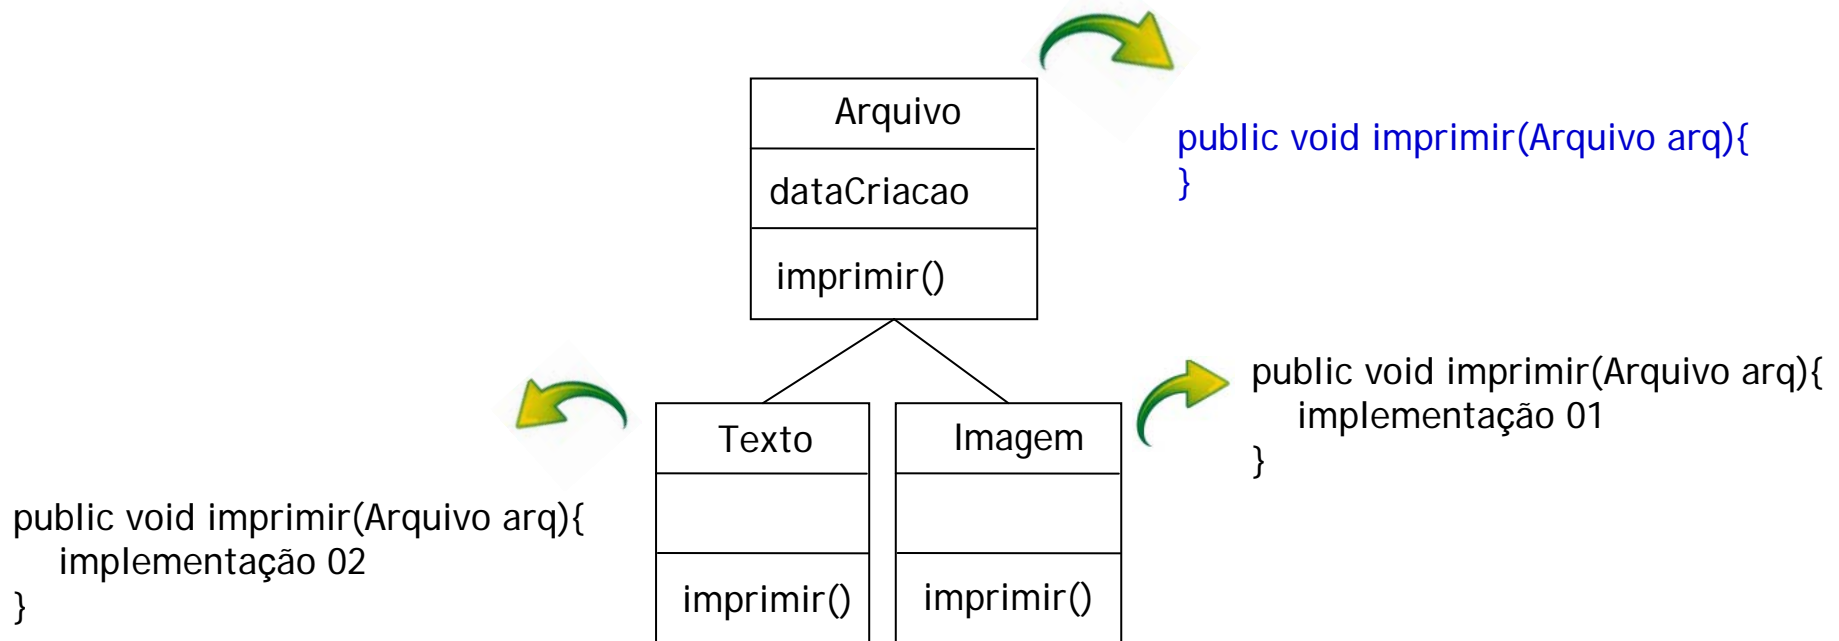 Arquivo
dataCriacao
imprimir()
public void imprimir(Arquivo arq){
}
Texto
imprimir()
Imagem
imprimir()
public void imprimir(Arquivo arq){
implementação 01
}
public void imprimir(Arquivo arq){
implementação 02
}